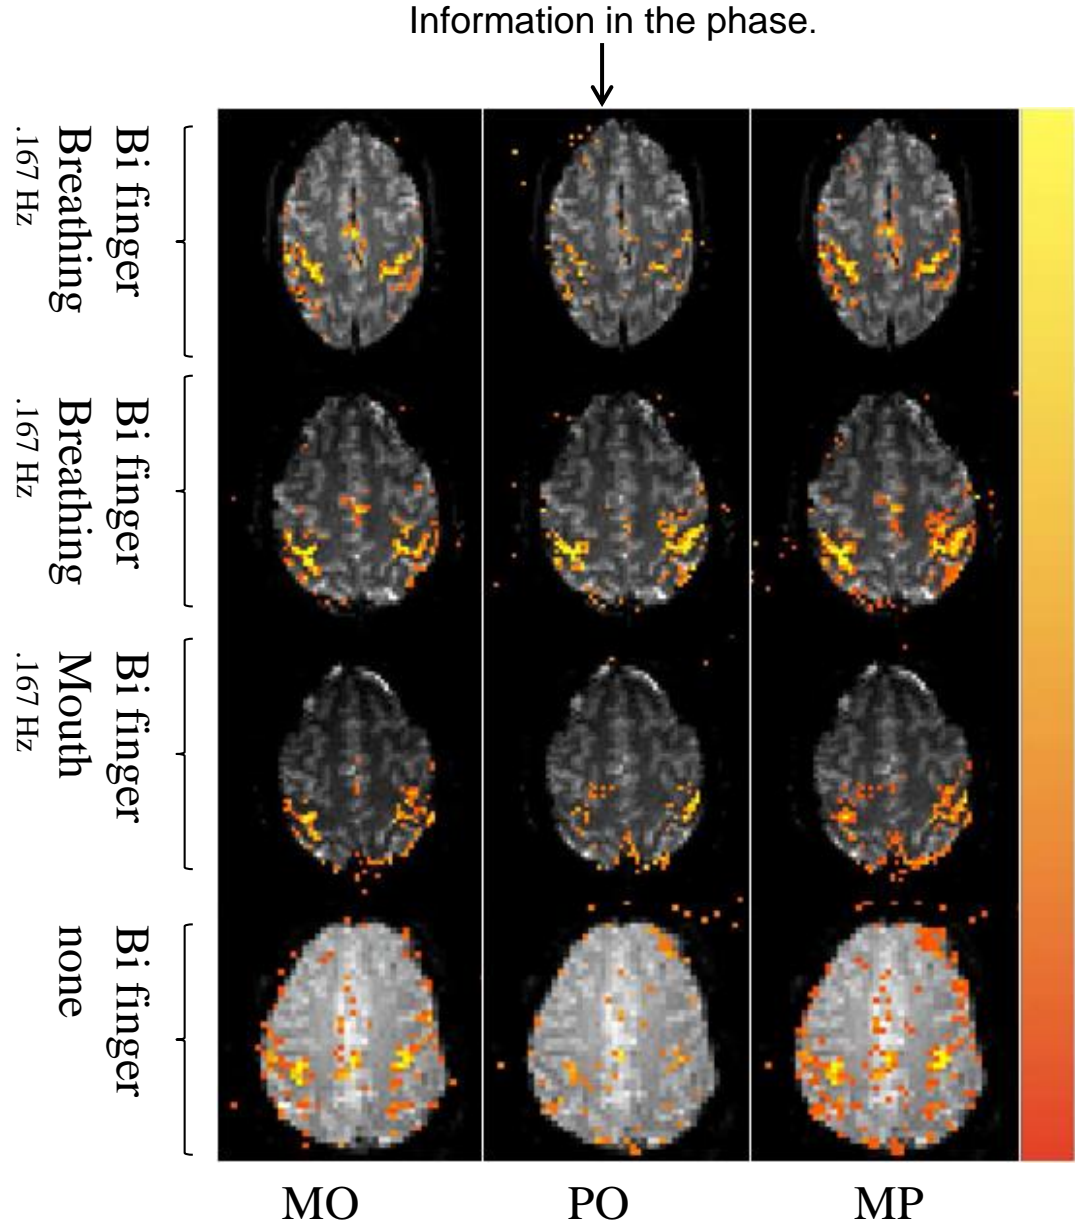 Information in the phase.
Bi finger
Breathing
.167 Hz
Bi finger
Breathing
.167 Hz
Bi finger
Mouth
.167 Hz
Bi finger
none
MO PO MP